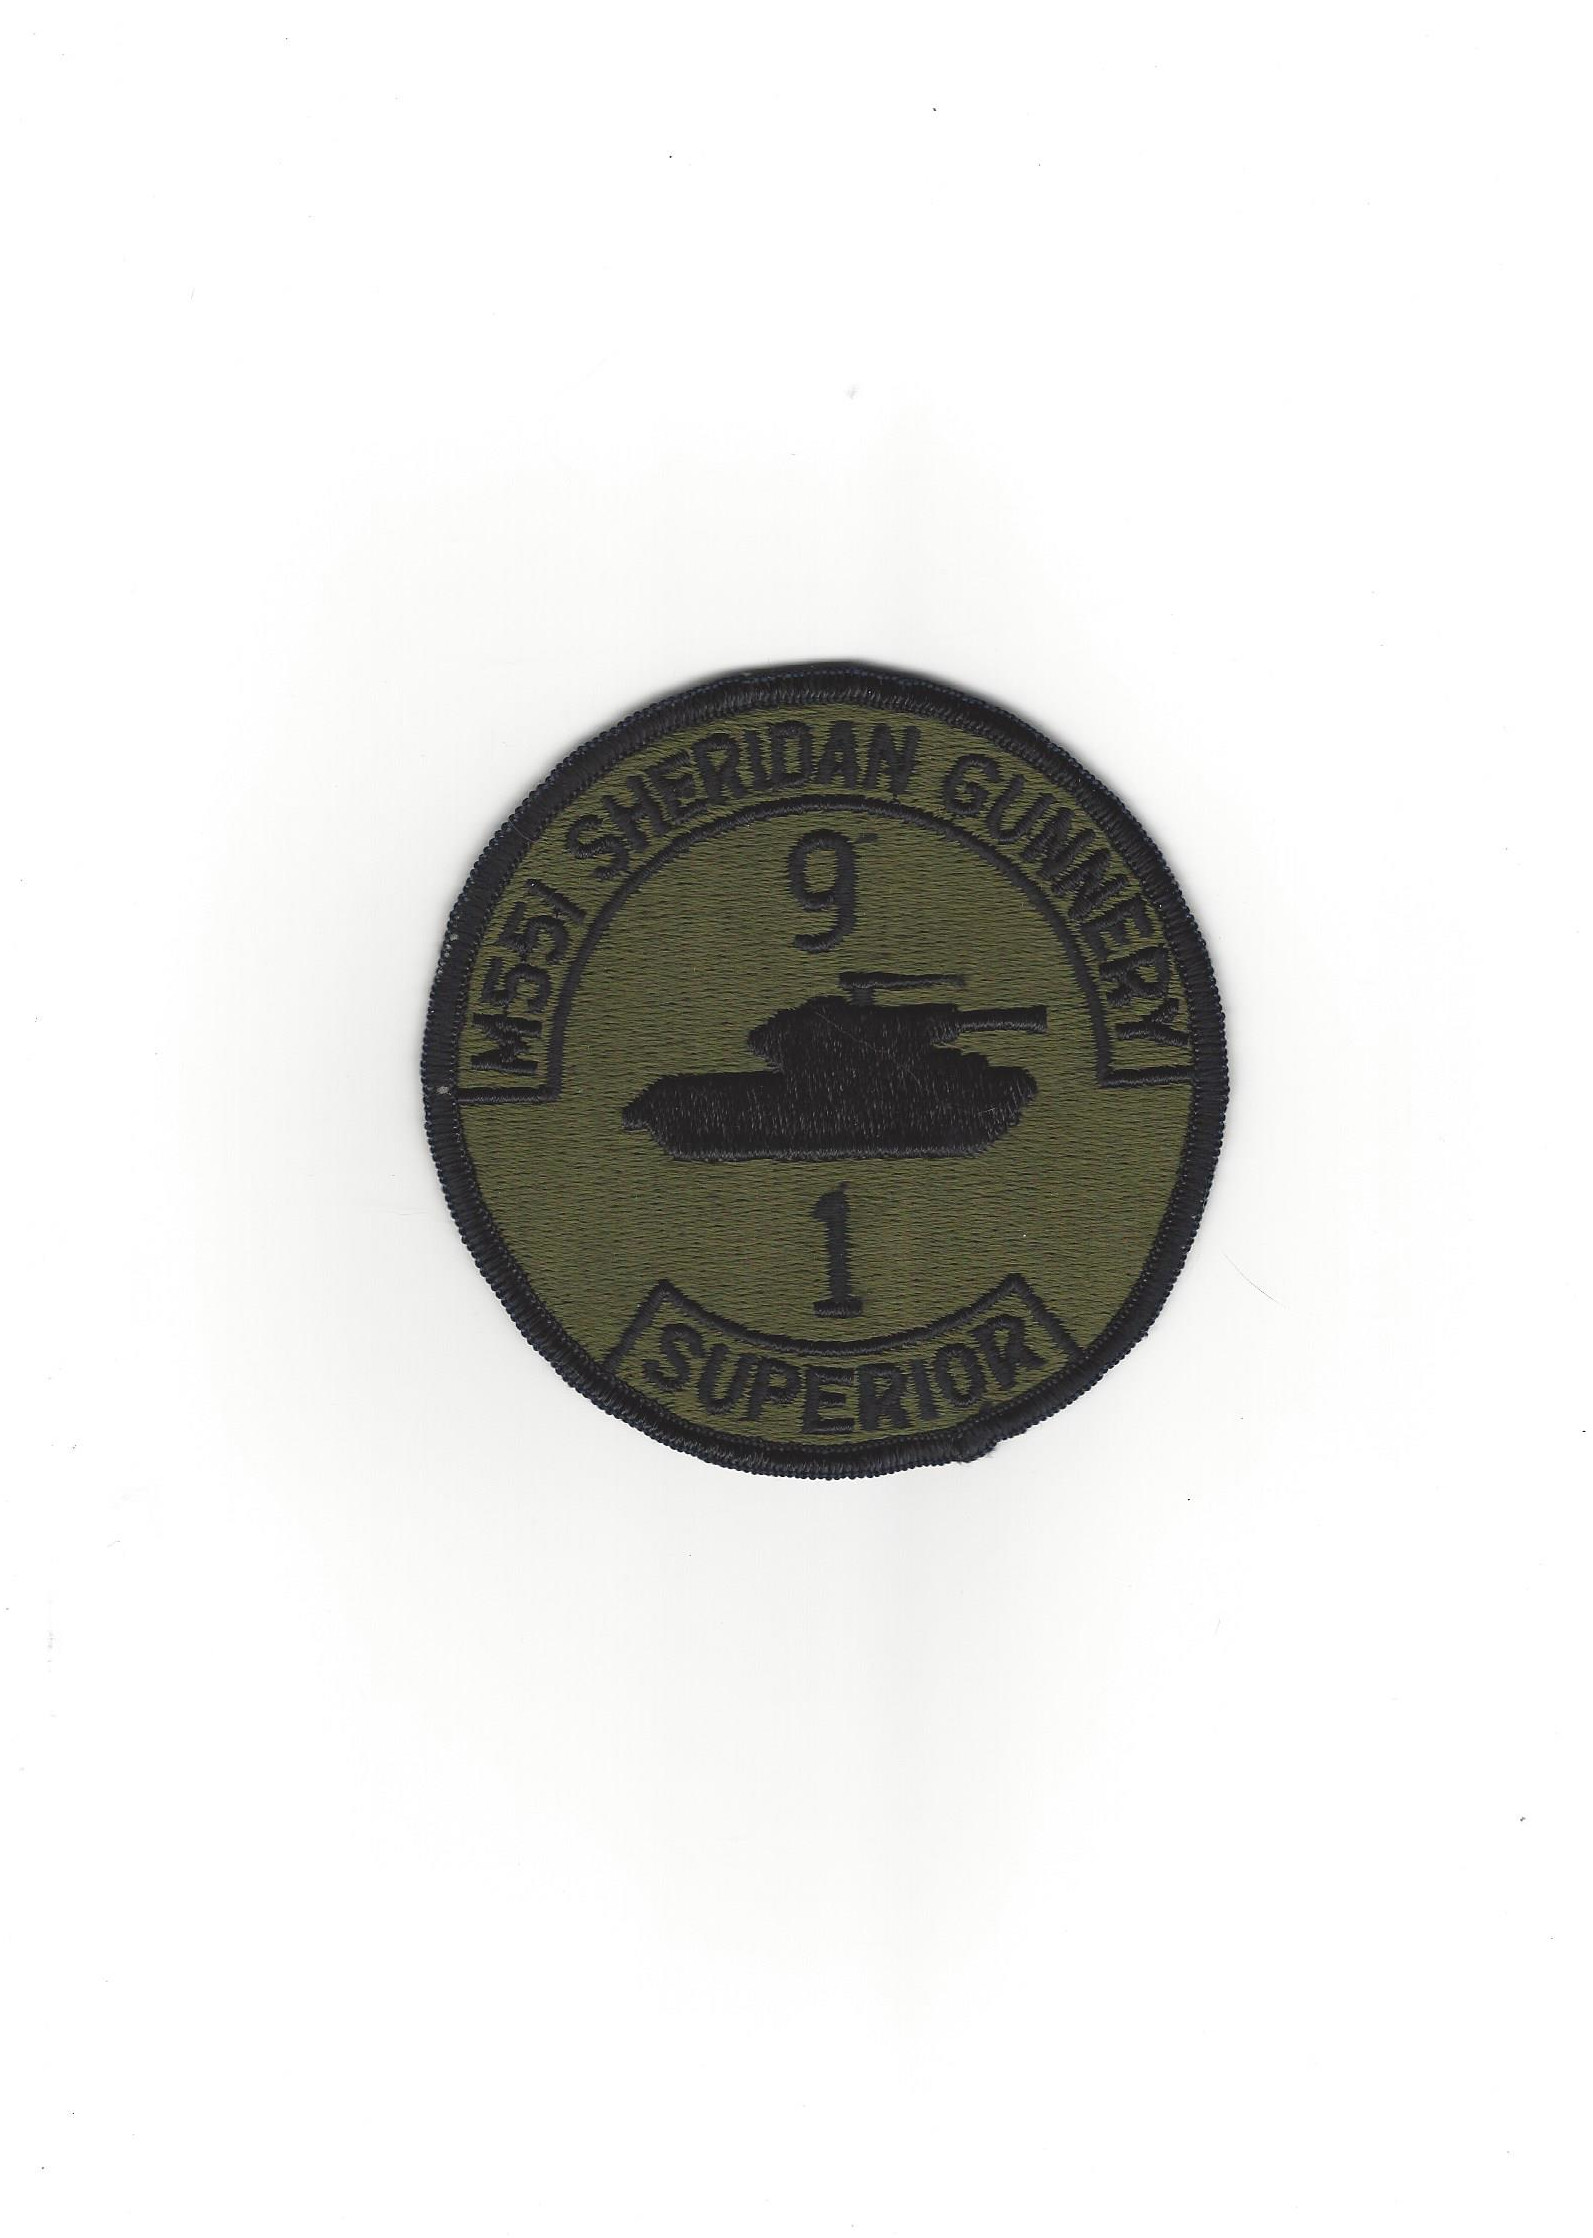 M551 SHERIDAN GUNNERY
9
1
SUPERIOR